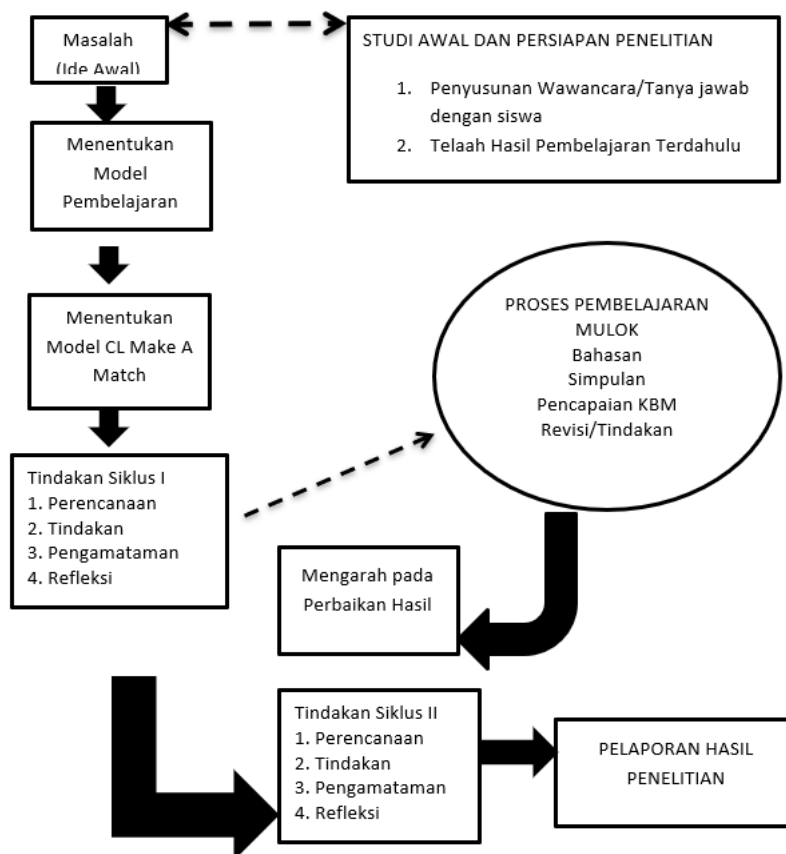 Masalah
(Ide Awal)
STUDI AWAL DAN PERSIAPAN PENELITIAN
1. Penyusunan Wawancara/Tanya jawab
dengan siswa
2. Telaah Hasil Pembelajaran Terdahulu
Menentukan
Model
Pembelajaran
Menentukan
Model CL Make A
Match
PROSES PEMBELAJARAN
MULOK
Bahasan
Simpulan
Pencapaian KBM
Revisi/Tindakan
Tindakan Siklus I
1. Perencanaan
2. Tindakan
3. Pengamataman
4. Refleksi
Mengarah pada
Perbaikan Hasil
Tindakan Siklus II
1. Perencanaan
2. Tindakan
3. Pengamataman
4. Refleksi
PELAPORAN HASIL
PENELITIAN